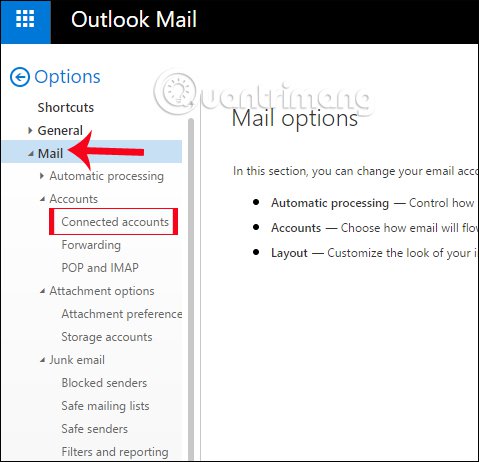 Outlook Mail
Options
Shortcuts
General
Mail
Automatic processing
Accounts
Connected accounts
Forwarding
POP and IMAP
Attachment options
Attachment preference
Storage accounts
Junk email
Blocked senders
Safe mailing lists
Safe senders
Filters and reporting
Quantrimang
Mail options
In this section, you can change your email acco
Automatic processing — Control how
Accounts — Choose how email will flow
Layout — Customize the look of your i